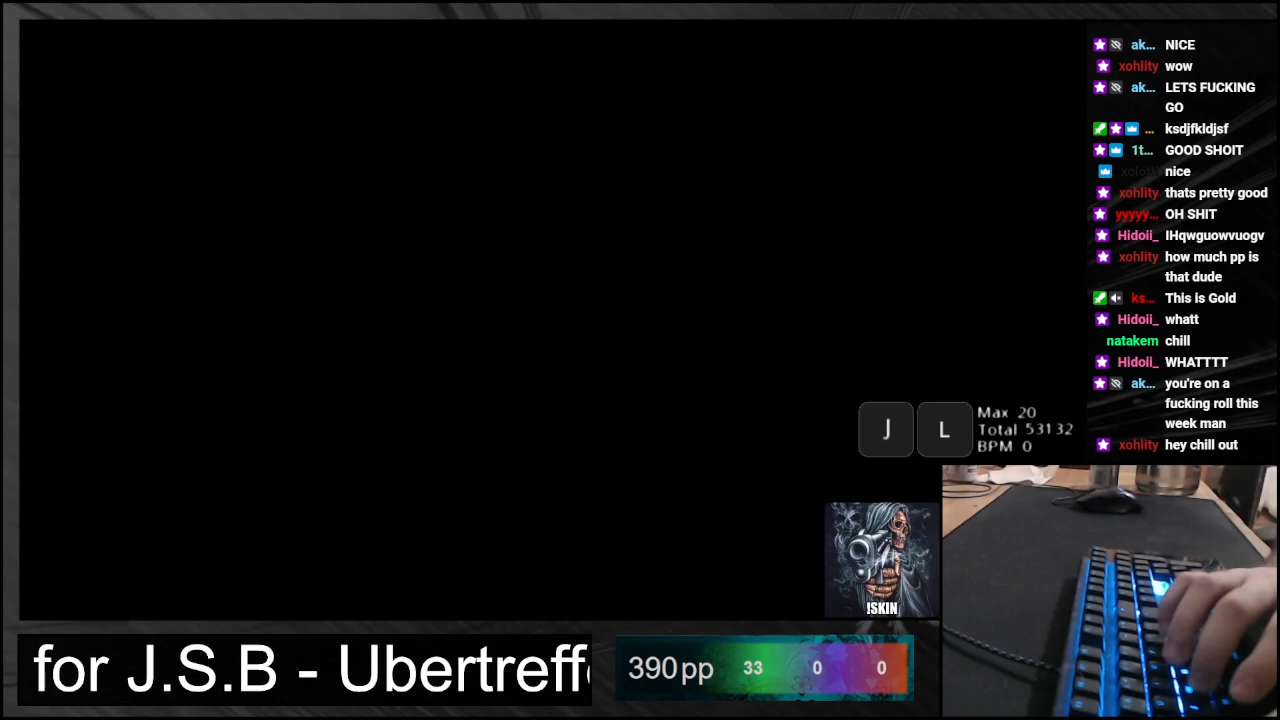 ak... NICE
xohlity wow
ak... LETS FUCKING
GO
... ksdjfkldjsf
1t... GOOD SHOIT
nice
xohlity thats pretty good
yyyyy... OH SHIT
Hidoii_ IHqwguowvuogv
xohlity how much pp is
that dude
ks... This is Gold
Hidoii_ whatt
natakem chill
Hidoii_ WHATTTT
ak... you're on a
fucking roll this
week man
xohlity hey chill out
J L
Max 20
Total 53132
BPM 0
!SKIN
for J.S.B - Ubertreff
390pp 33 0 0